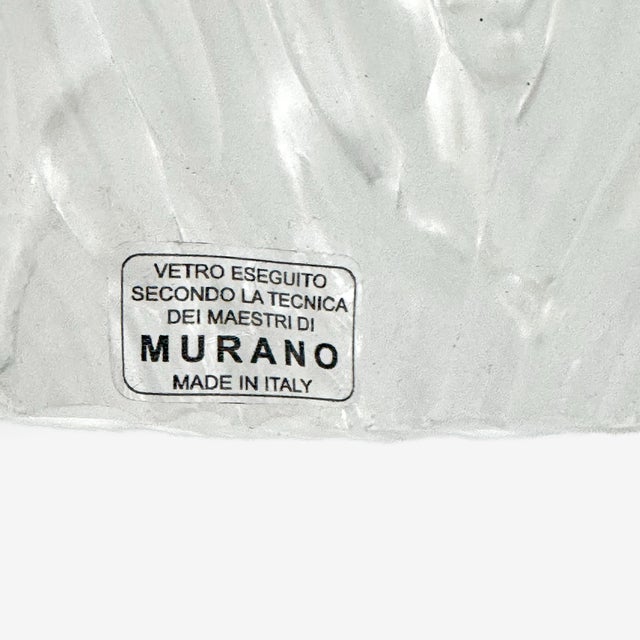 VETRO ESEGUITO
SECONDO LA TECNICA
DEI MAESTRI DI
MURANO
MADE IN ITALY